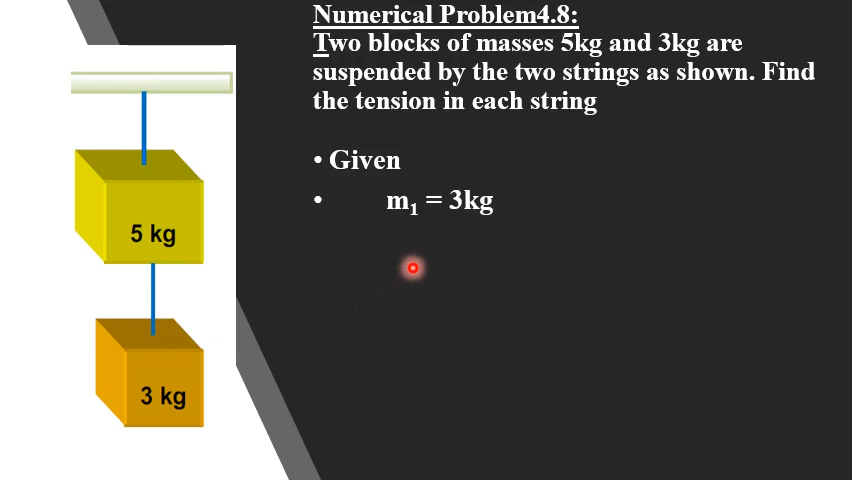 Numerical Problem4.8:
Two blocks of masses 5kg and 3kg are
suspended by the two strings as shown. Find
the tension in each string
• Given
• m₁ = 3kg
5 kg
3 kg